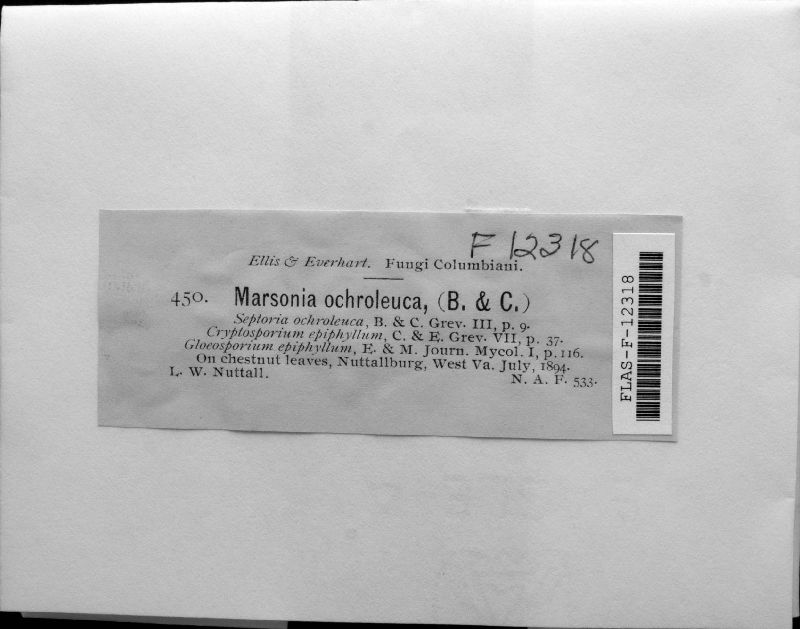 F 12318
Ellis & Everhart. Fungi Columbiani.
450. Marsonia ochroleuca, (B. & C.)
Septoria ochroleuca, B. & C. Grev. III, p. 9.
Cryptosporium epiphyllum, C. & E. Grev. VII, p. 37.
Gloeosporium epiphyllum, E. & M. Journ. Mycol. I, p. 116.
On chestnut leaves, Nuttallburg, West Va. July, 1894.
L. W. Nuttall.
N. A. F. 533.
FLAS-F-12318